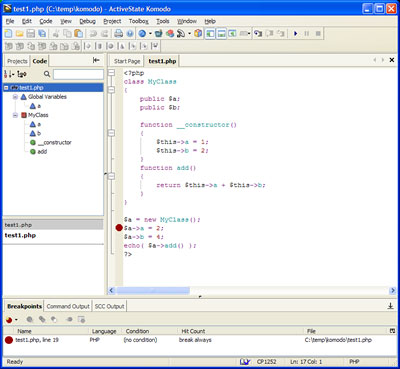 test1.php (C:\temp\komodo) - ActiveState Komodo
File Edit Code View Debug Project Toolbox Tools Window Help
Projects Code
Start Page test1.php
test1.php
Global Variables
a
MyClass
a
b
__constructor
add
<?php
class MyClass
{
public $a;
public $b;
function __constructor()
{
$this->a = 1;
$this->b = 2;
}
function add()
{
return $this->a + $this->b;
}
}
$a = new MyClass();
$a->a = 2;
$a->b = 4;
echo( $a->add() );
?>
test1.php
test1.php
Breakpoints Command Output SCC Output
Name Language Condition Hit Count File
test1.php, line 19 PHP (no condition) break always C:\temp\komodo\test1.php
Ready CP1252 Ln: 17 Col: 1 PHP